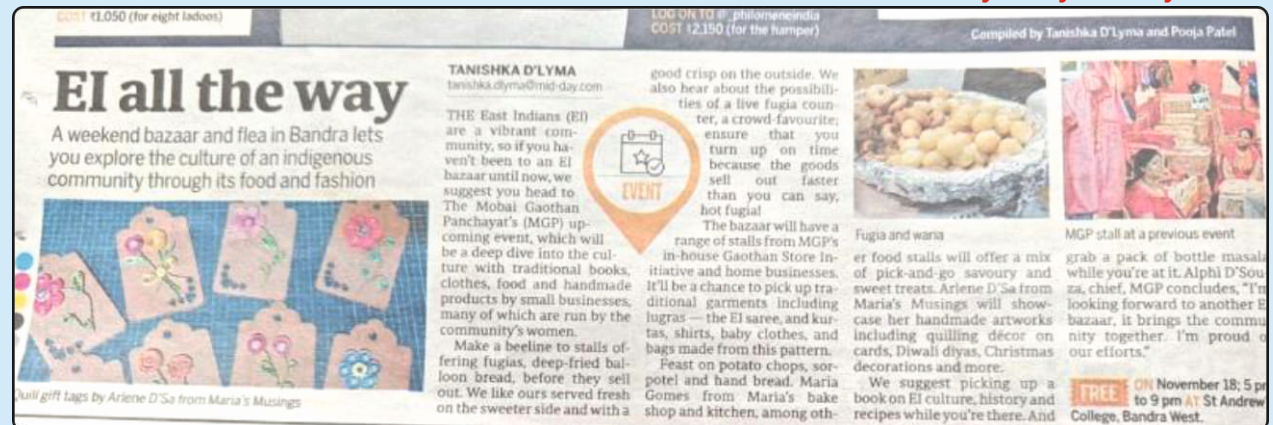 COST ₹1,050 (for eight ladoos)
LOG ON TO @_philomeneindia
COST ₹2,150 (for the hamper)
Compiled by Tanishka D'Lyma and Pooja Patel
EI all the way
A weekend bazaar and flea in Bandra lets
you explore the culture of an indigenous
community through its food and fashion
Quill gift tags by Arlene D'Sa from Maria's Musings
TANISHKA D'LYMA
tanishka.dlyma@mid-day.com
THE East Indians (EI)
are a vibrant com-
munity, so if you ha-
ven't been to an EI
bazaar until now, we
suggest you head to
The Mobai Gaothan
Panchayat's (MGP) up-
coming event, which will
be a deep dive into the cul-
ture with traditional books,
clothes, food and handmade
products by small businesses,
many of which are run by the
community's women.
Make a beeline to stalls of-
fering fugias, deep-fried bal-
loon bread, before they sell
out. We like ours served fresh
on the sweeter side and with a
EVENT
good crisp on the outside. We
also hear about the possibili-
ties of a live fugia coun-
ter, a crowd-favourite;
ensure that you
turn up on time
because the goods
sell out faster
than you can say,
hot fugia!
The bazaar will have a
range of stalls from MGP's
in-house Gaothan Store In-
itiative and home businesses.
It'll be a chance to pick up tra-
ditional garments including
lugras — the EI saree, and kur-
tas, shirts, baby clothes, and
bags made from this pattern.
Feast on potato chops, sor-
potel and hand bread. Maria
Gomes from Maria's bake
shop and kitchen, among oth-
Fugia and waria
er food stalls will offer a mix
of pick-and-go savoury and
sweet treats. Arlene D'Sa from
Maria's Musings will show-
case her handmade artworks
including quilling décor on
cards, Diwali diyas, Christmas
decorations and more.
We suggest picking up a
book on EI culture, history and
recipes while you're there. And
MGP stall at a previous event
grab a pack of bottle masala
while you're at it. Alphi D'Sou-
za, chief, MGP concludes, "I'm
looking forward to another E
bazaar, it brings the commu
nity together. I'm proud o
our efforts."
FREE
ON November 18; 5 pr
to 9 pm AT St Andrew
College, Bandra West.